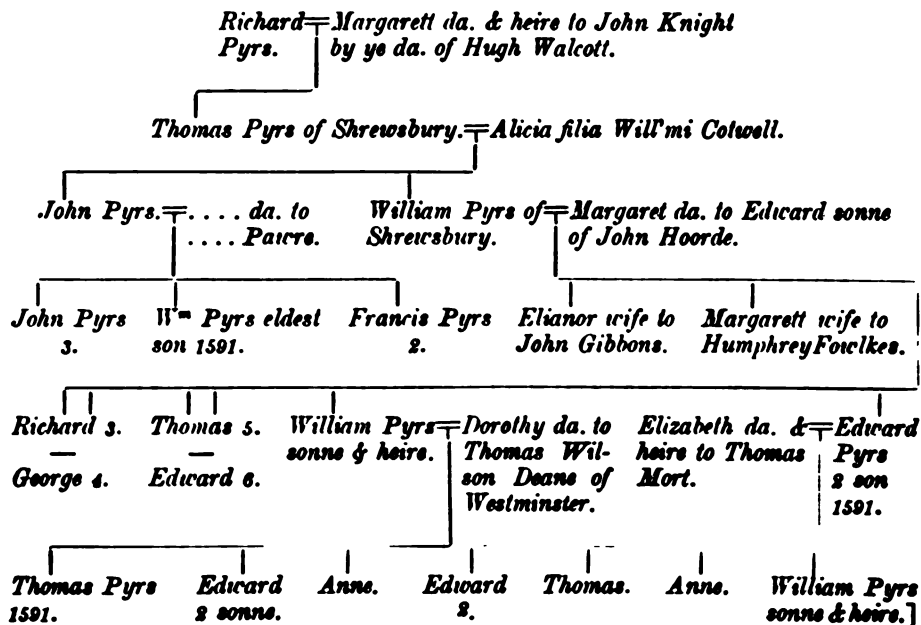 Richard Margarett da. & heire to John Knight
Pyrs. by ye da. of Hugh Walcott.
Thomas Pyrs of Shrewsbury. Alicia filia Will'mi Cotwell.
John Pyrs. . . . . da. to William Pyrs of Margaret da. to Edward sonne
. . . . Pawre. Shrewsbury. of John Hoorde.
John Pyrs Wm Pyrs eldest Francis Pyrs Elianor wife to Margarett wife to
3. son 1591. 2. John Gibbons. Humphrey Fowlkes.
Richard 3. Thomas 5. William Pyrs Dorothy da. to Elizabeth da. & Edward
sonne & heire. Thomas Wil- heire to Thomas Pyrs
George 4. Edward 6. son Deane of Mort. 2 son
Westminster. 1591.
Thomas Pyrs Edward Anne. Edward Thomas. Anne. William Pyrs
1591. 2 sonne. 2. sonne & heire.]